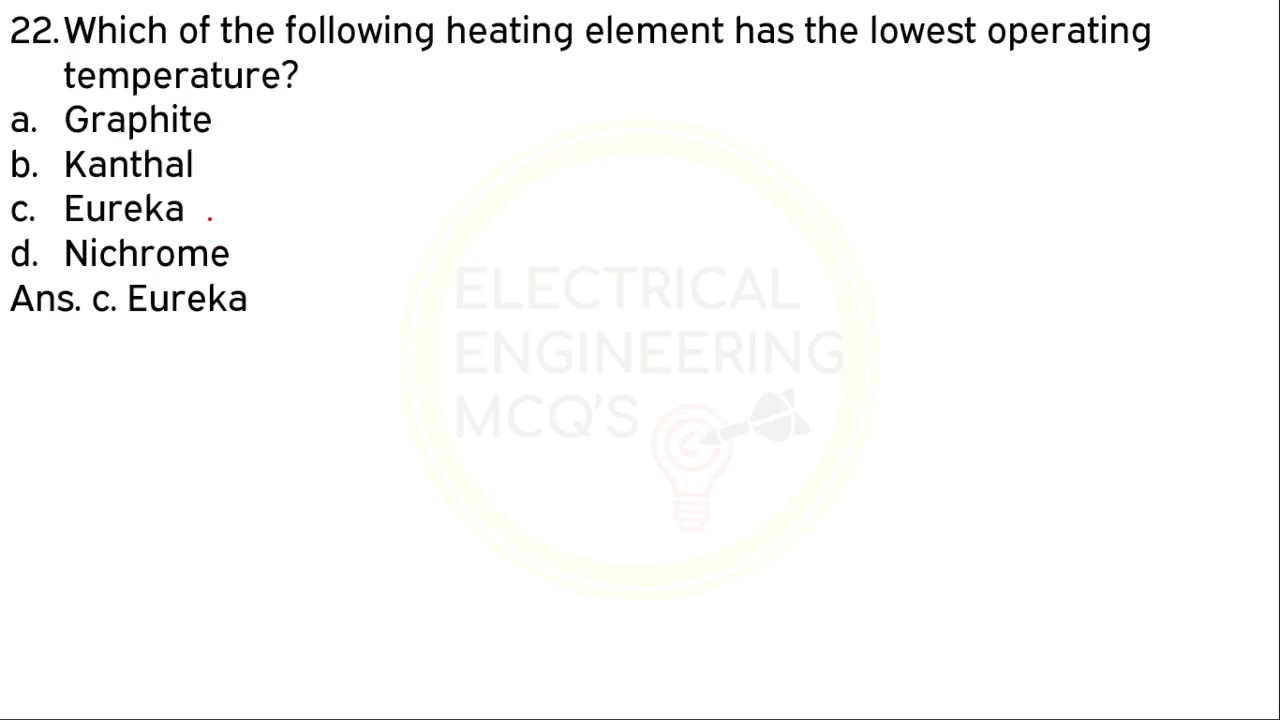 22. Which of the following heating element has the lowest operating
temperature?
a. Graphite
b. Kanthal
c. Eureka .
d. Nichrome
Ans. c. Eureka
ELECTRICAL
ENGINEERING
MCQ'S